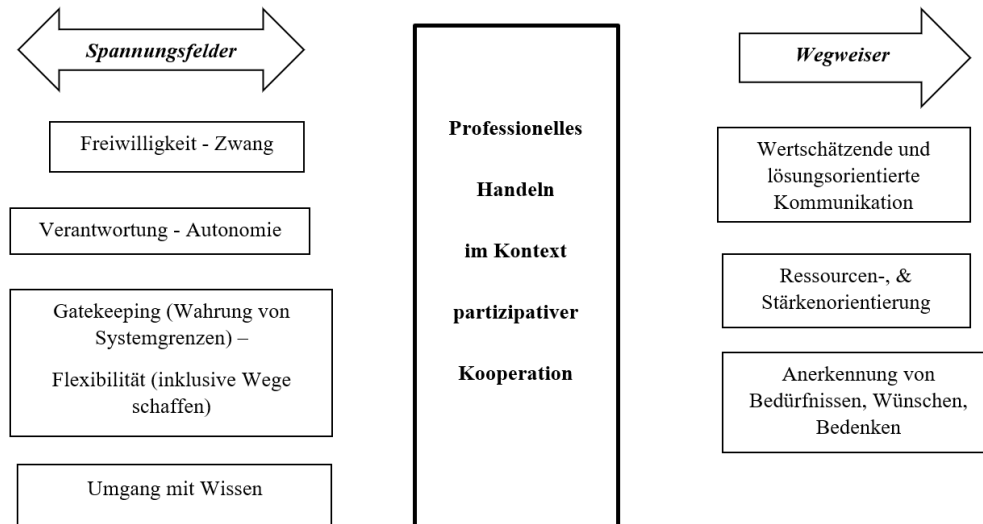 Spannungsfelder
Freiwilligkeit - Zwang
Verantwortung - Autonomie
Gatekeeping (Wahrung von
Systemgrenzen) –
Flexibilität (inklusive Wege
schaffen)
Umgang mit Wissen
Professionelles
Handeln
im Kontext
partizipativer
Kooperation
Wegweiser
Wertschätzende und
lösungsorientierte
Kommunikation
Ressourcen-, &
Stärkenorientierung
Anerkennung von
Bedürfnissen, Wünschen,
Bedenken